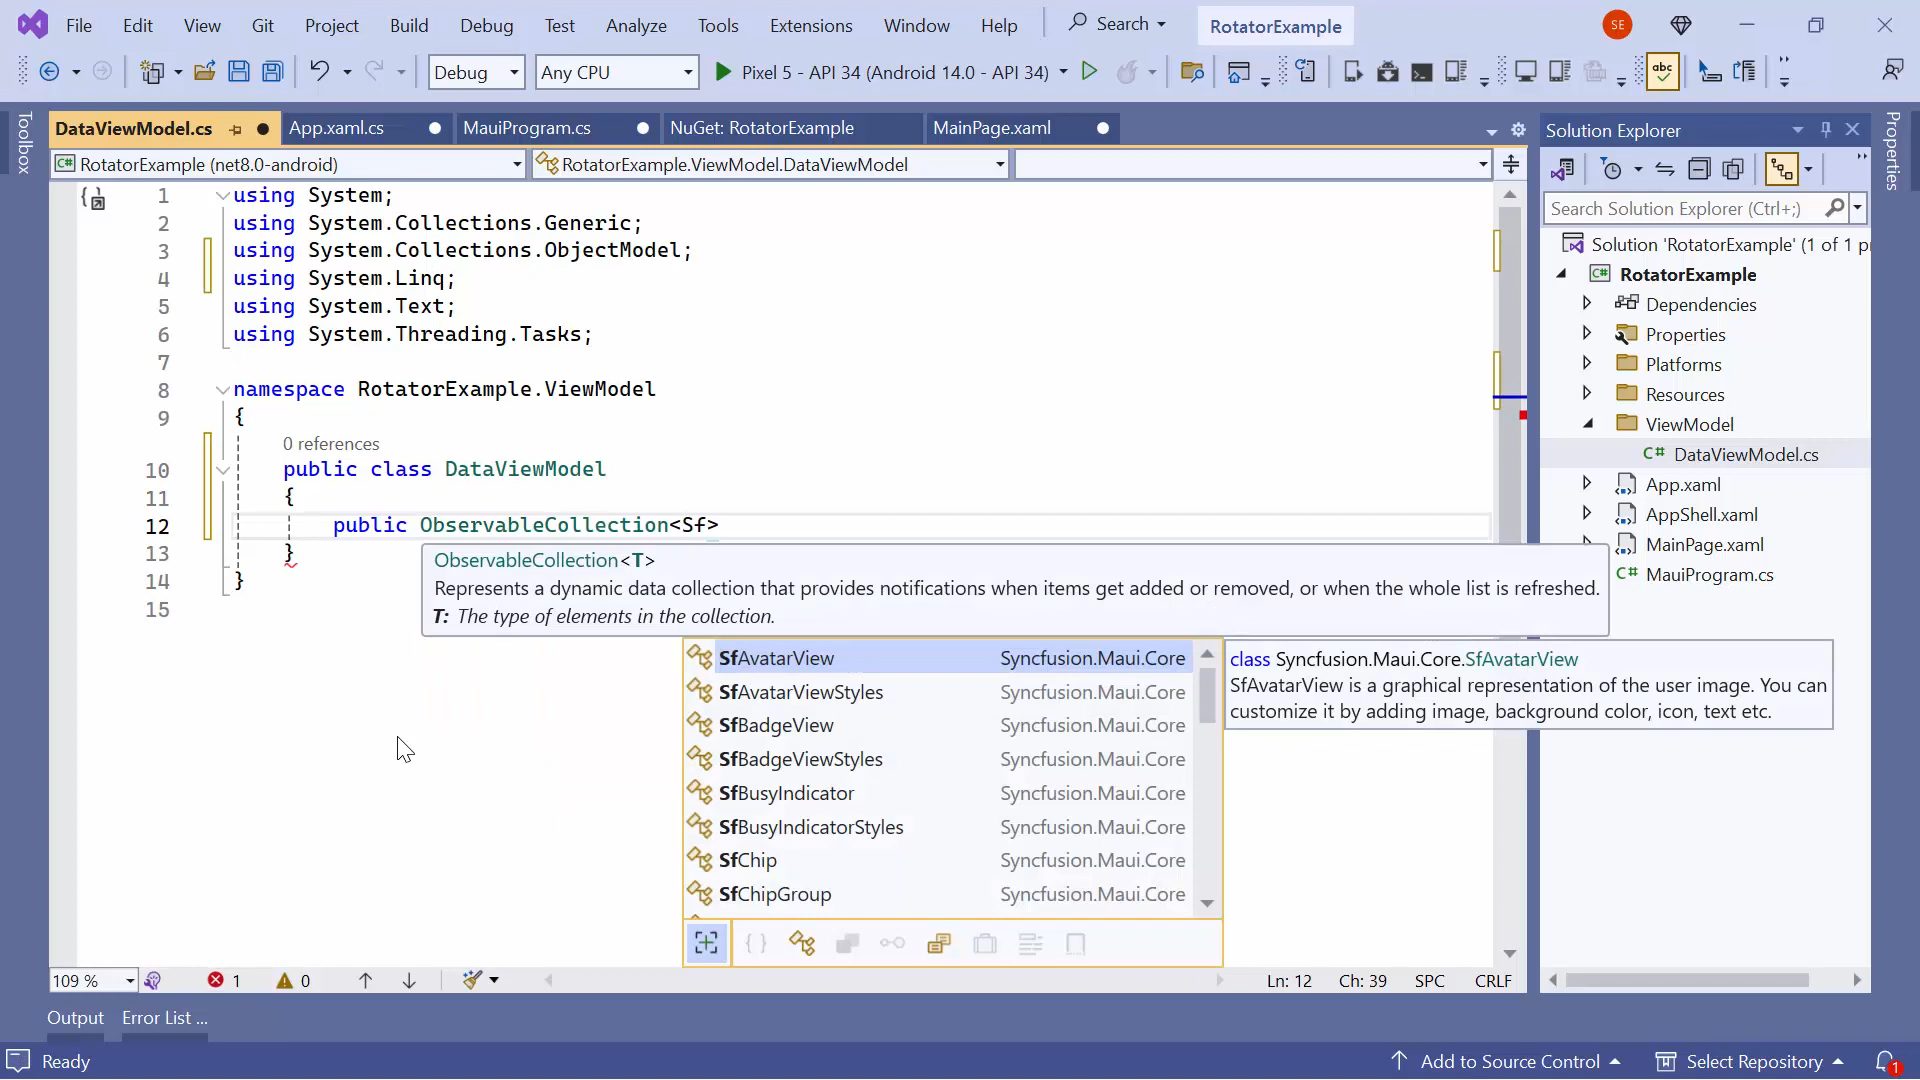 File Edit View Git Project Build Debug Test Analyze Tools Extensions Window Help Search RotatorExample SE
Debug Any CPU Pixel 5 - API 34 (Android 14.0 - API 34) abc
Toolbox
DataViewModel.cs App.xaml.cs MauiProgram.cs NuGet: RotatorExample MainPage.xaml
RotatorExample (net8.0-android) RotatorExample.ViewModel.DataViewModel
1 using System;
2 using System.Collections.Generic;
3 using System.Collections.ObjectModel;
4 using System.Linq;
5 using System.Text;
6 using System.Threading.Tasks;
7
8 namespace RotatorExample.ViewModel
9 {
0 references
10 public class DataViewModel
11 {
12 public ObservableCollection<Sf>
13 }
14 }
15
ObservableCollection<T>
Represents a dynamic data collection that provides notifications when items get added or removed, or when the whole list is refreshed.
T: The type of elements in the collection.
SfAvatarView Syncfusion.Maui.Core
SfAvatarViewStyles Syncfusion.Maui.Core
SfBadgeView Syncfusion.Maui.Core
SfBadgeViewStyles Syncfusion.Maui.Core
SfBusyIndicator Syncfusion.Maui.Core
SfBusyIndicatorStyles Syncfusion.Maui.Core
SfChip Syncfusion.Maui.Core
SfChipGroup Syncfusion.Maui.Core
class Syncfusion.Maui.Core.SfAvatarView
SfAvatarView is a graphical representation of the user image. You can
customize it by adding image, background color, icon, text etc.
Solution Explorer
Search Solution Explorer (Ctrl+;)
Solution 'RotatorExample' (1 of 1 p
C# RotatorExample
Dependencies
Properties
Platforms
Resources
ViewModel
C# DataViewModel.cs
App.xaml
AppShell.xaml
MainPage.xaml
C# MauiProgram.cs
Properties
109 % 1 0 Ln: 12 Ch: 39 SPC CRLF
Output Error List ...
Ready Add to Source Control Select Repository 1